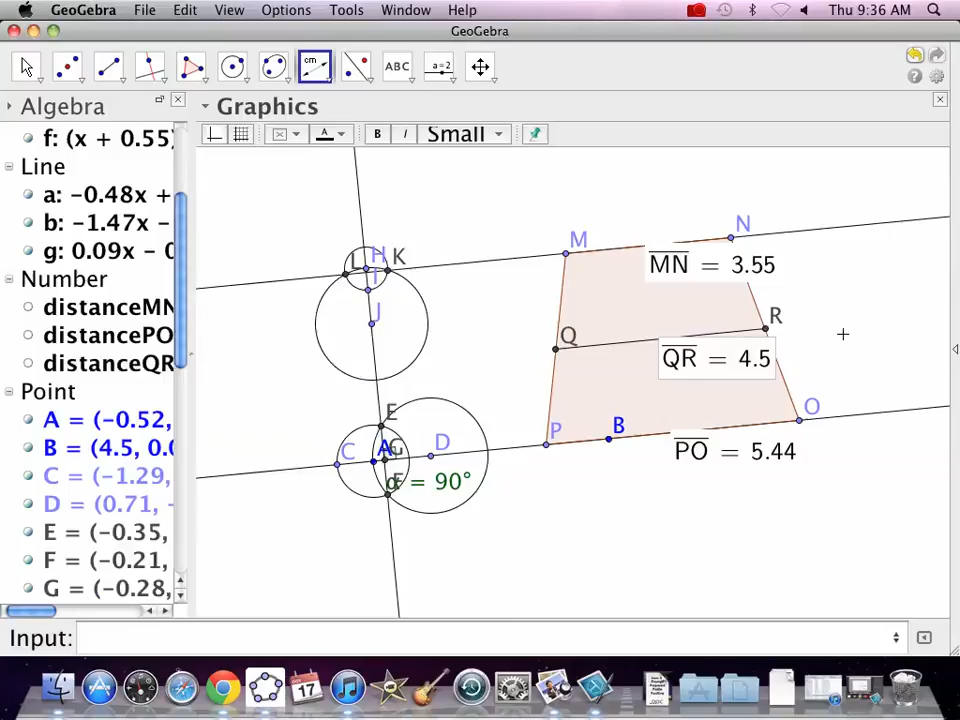 GeoGebra File Edit View Options Tools Window Help Thu 9:36 AM
GeoGebra
cm ABC a=2
Algebra
Graphics
B I Small
f: (x + 0.55)
Line
a: -0.48x +
b: -1.47x -
g: 0.09x - 0
Number
distanceMN
distancePO
distanceQR
Point
A = (-0.52,
B = (4.5, 0.0
C = (-1.29,
D = (0.71, -
E = (-0.35,
F = (-0.21,
G = (-0.28,
N
M
MN = 3.55
H
L K
I
J
R
Q
QR = 4.5
E
O
B
P
C A G D
PO = 5.44
F
α = 90°
Input:
17